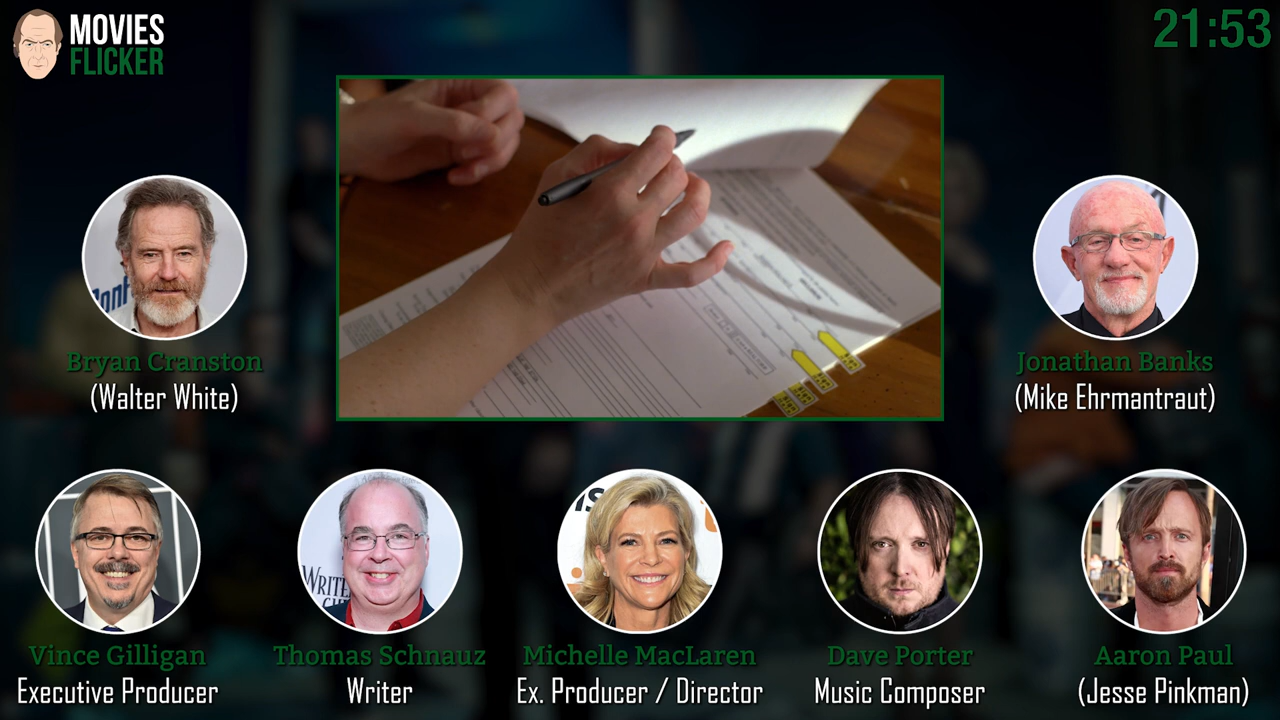 MOVIES
FLICKER
21:53
Bryan Cranston
(Walter White)
Jonathan Banks
(Mike Ehrmantraut)
Vince Gilligan
Executive Producer
Thomas Schnauz
Writer
Michelle MacLaren
Ex. Producer / Director
Dave Porter
Music Composer
Aaron Paul
(Jesse Pinkman)